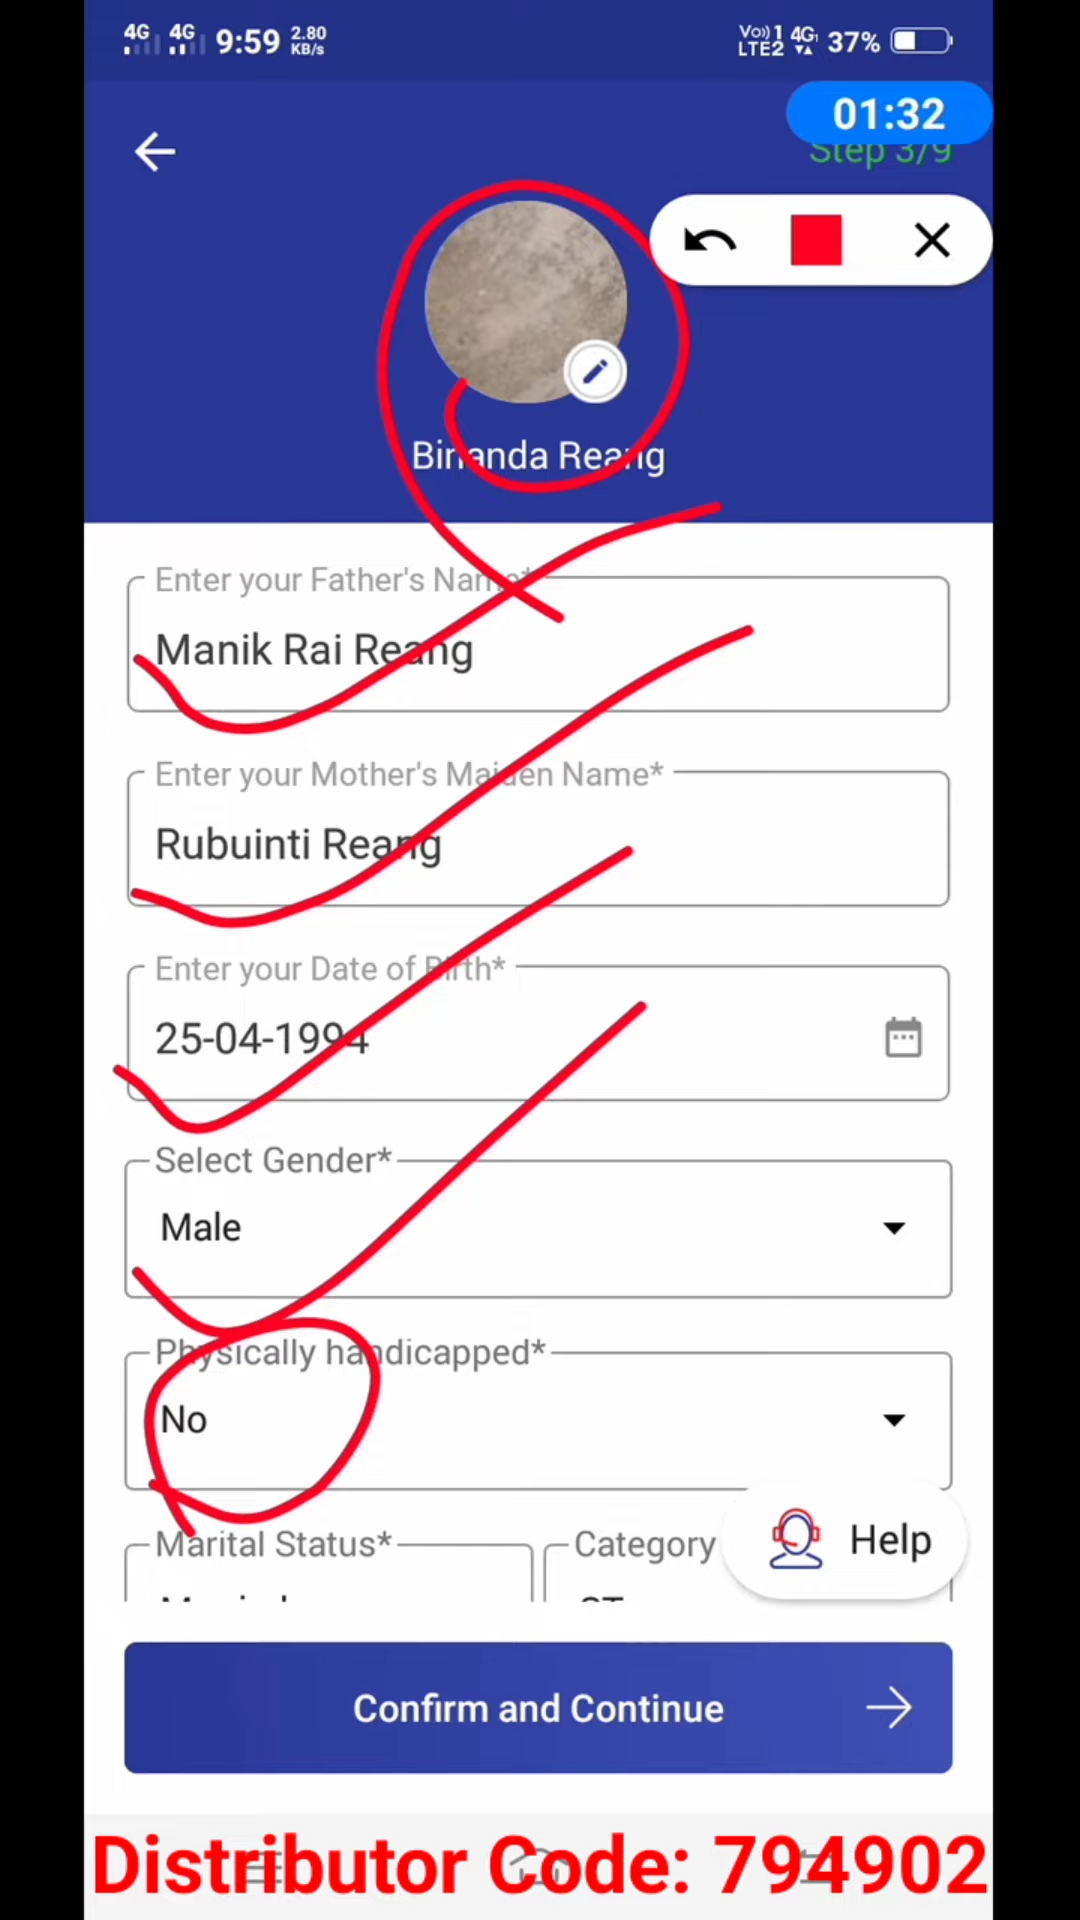 4G 4G 9:59 2.80 KB/s Vo)) 1 LTE2 4G 37%
01:32
Step 3/9
Binanda Reang
Enter your Father's Name*
Manik Rai Reang
Enter your Mother's Maiden Name*
Rubuinti Reang
Enter your Date of Birth*
25-04-1994
Select Gender*
Male
Physically handicapped*
No
Marital Status* Category
Help
Confirm and Continue
Distributor Code: 794902